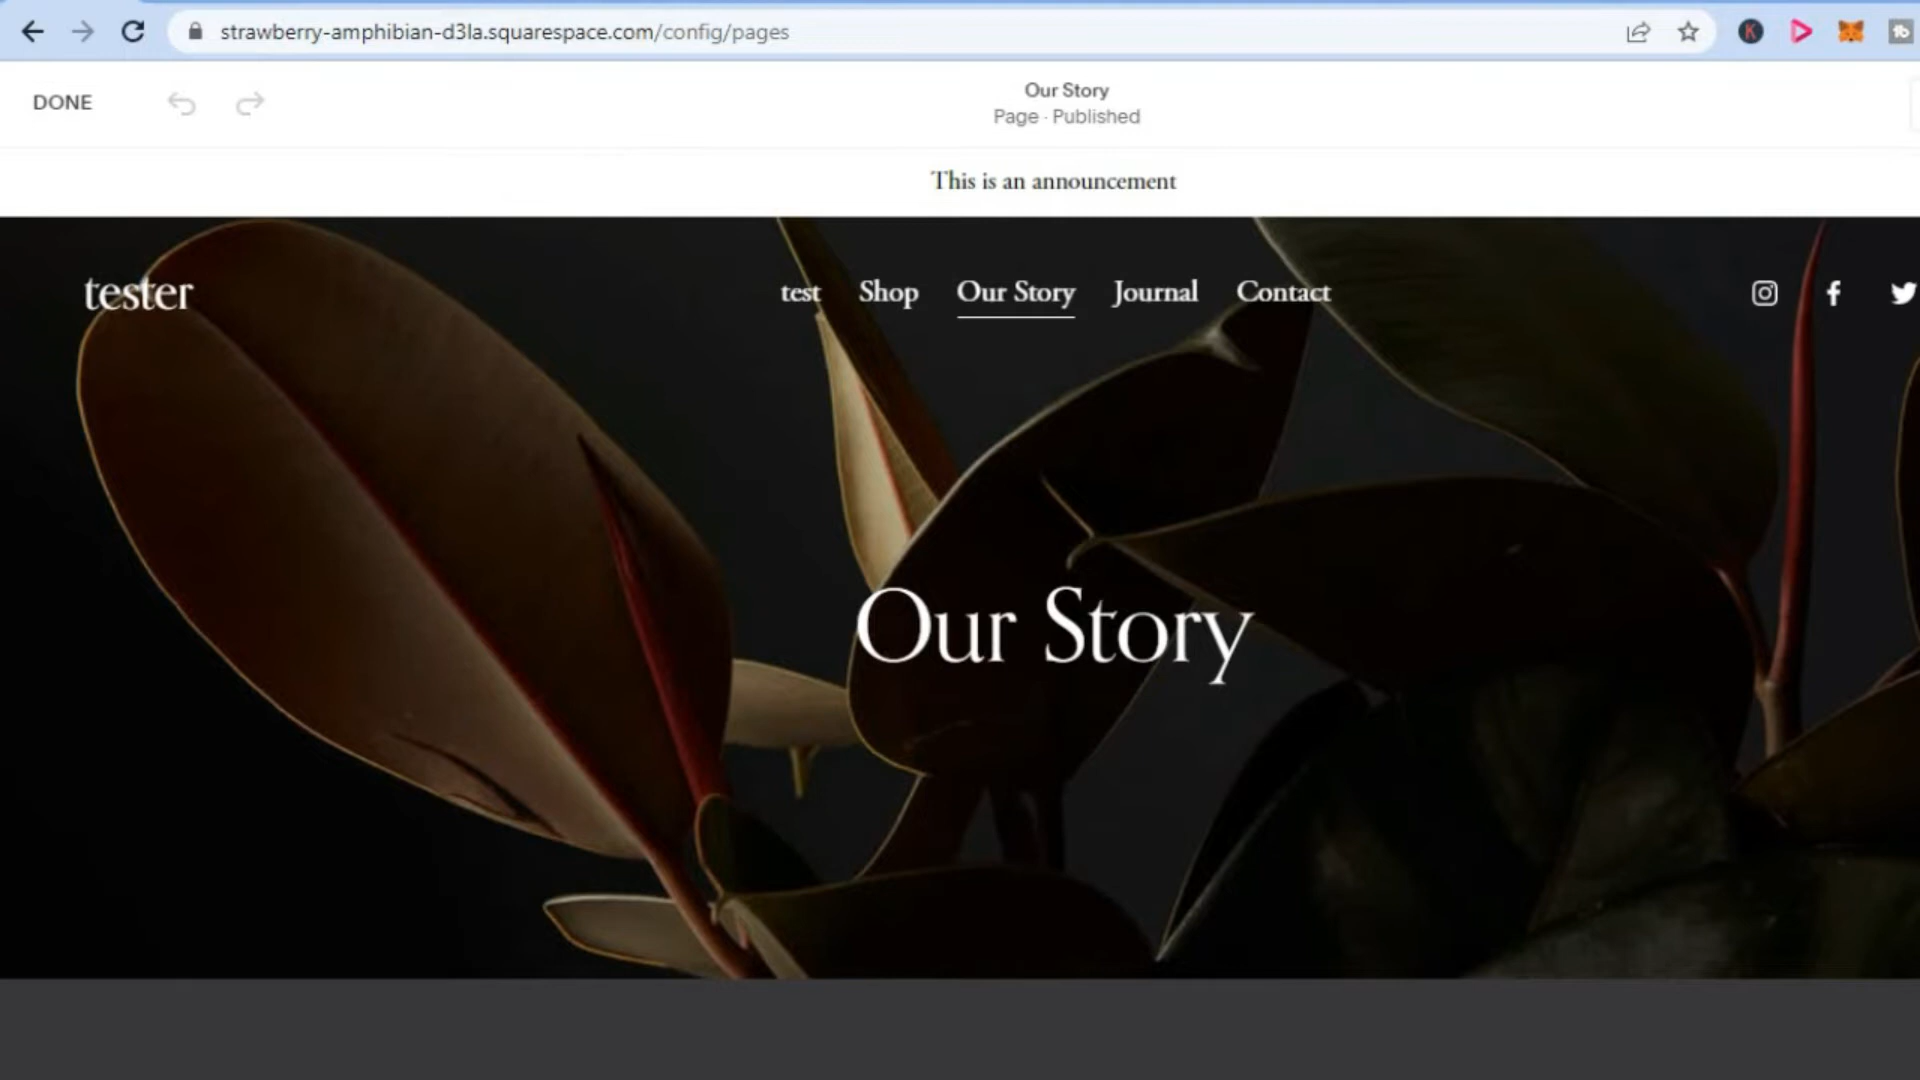 strawberry-amphibian-d3la.squarespace.com/config/pages
DONE
Our Story
Page · Published
This is an announcement
tester
test Shop Our Story Journal Contact
Our Story